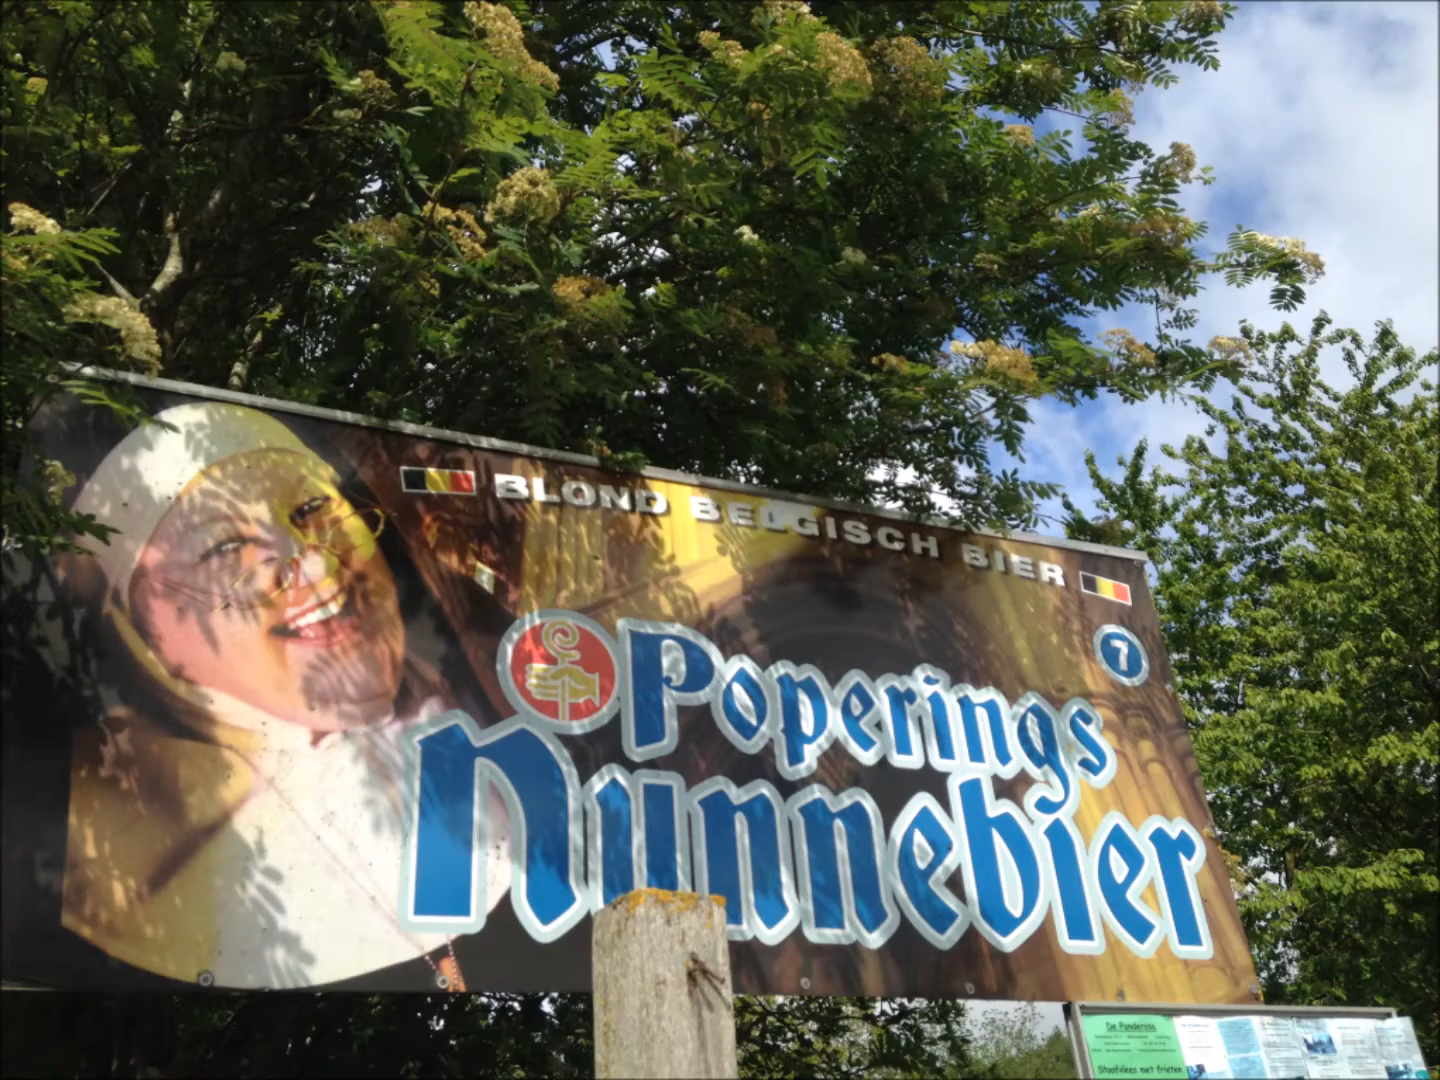 BLOND BELGISCH BIER
7
Poperings
Nunnebier
De Ponderosa
Stoofvlees met frieten